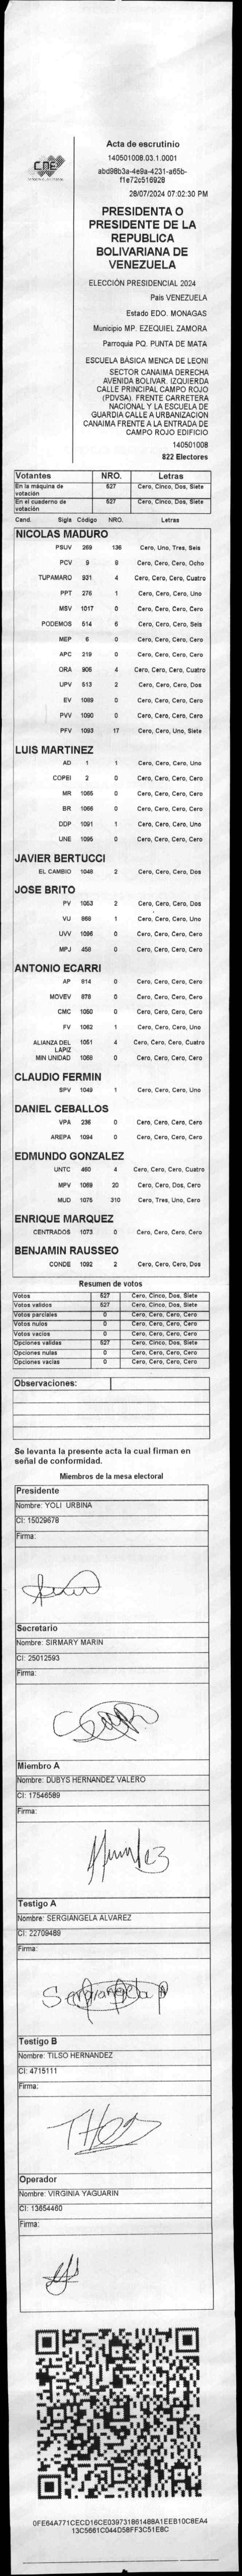 Acta de escrutinio
CNE
140501008.03.1.0001
abd98b3a-4e9a-4231-a65b-
f1e72c516928
28/07/2024 07:02:30 PM
PRESIDENTA O
PRESIDENTE DE LA
REPUBLICA
BOLIVARIANA DE
VENEZUELA
ELECCIÓN PRESIDENCIAL 2024
País VENEZUELA
Estado EDO. MONAGAS
Municipio MP. EZEQUIEL ZAMORA
Parroquia PQ. PUNTA DE MATA
ESCUELA BÁSICA MENCA DE LEONI
SECTOR CANAIMA DERECHA
AVENIDA BOLIVAR. IZQUIERDA
CALLE PRINCIPAL CAMPO ROJO
(PDVSA). FRENTE CARRETERA
NACIONAL Y LA ESCUELA DE
GUARDIA CALLE A URBANIZACION
CANAIMA FRENTE A LA ENTRADA DE
CAMPO ROJO EDIFICIO
140501008
822 Electores
Votantes NRO. Letras
En la máquina de votación 527 Cero, Cinco, Dos, Siete
En el cuaderno de votación 527 Cero, Cinco, Dos, Siete
Cand. Sigla Código NRO. Letras
NICOLAS MADURO
PSUV 269 136 Cero, Uno, Tres, Seis
PCV 9 8 Cero, Cero, Cero, Ocho
TUPAMARO 931 4 Cero, Cero, Cero, Cuatro
PPT 276 1 Cero, Cero, Cero, Uno
MSV 1017 0 Cero, Cero, Cero, Cero
PODEMOS 514 6 Cero, Cero, Cero, Seis
MEP 6 0 Cero, Cero, Cero, Cero
APC 219 0 Cero, Cero, Cero, Cero
ORA 906 4 Cero, Cero, Cero, Cuatro
UPV 513 2 Cero, Cero, Cero, Dos
EV 1089 0 Cero, Cero, Cero, Cero
PVV 1090 0 Cero, Cero, Cero, Cero
PFV 1093 17 Cero, Cero, Uno, Siete
LUIS MARTINEZ
AD 1 1 Cero, Cero, Cero, Uno
COPEI 2 0 Cero, Cero, Cero, Cero
MR 1065 0 Cero, Cero, Cero, Cero
BR 1066 0 Cero, Cero, Cero, Cero
DDP 1091 1 Cero, Cero, Cero, Uno
UNE 1095 0 Cero, Cero, Cero, Cero
JAVIER BERTUCCI
EL CAMBIO 1048 2 Cero, Cero, Cero, Dos
JOSE BRITO
PV 1053 2 Cero, Cero, Cero, Dos
VU 868 1 Cero, Cero, Cero, Uno
UVV 1096 0 Cero, Cero, Cero, Cero
MPJ 456 0 Cero, Cero, Cero, Cero
ANTONIO ECARRI
AP 814 0 Cero, Cero, Cero, Cero
MOVEV 878 0 Cero, Cero, Cero, Cero
CMC 1050 0 Cero, Cero, Cero, Cero
FV 1062 1 Cero, Cero, Cero, Uno
ALIANZA DEL LAPIZ 1051 4 Cero, Cero, Cero, Cuatro
MIN UNIDAD 1068 0 Cero, Cero, Cero, Cero
CLAUDIO FERMIN
SPV 1049 1 Cero, Cero, Cero, Uno
DANIEL CEBALLOS
VPA 236 0 Cero, Cero, Cero, Cero
AREPA 1094 0 Cero, Cero, Cero, Cero
EDMUNDO GONZALEZ
UNTC 460 4 Cero, Cero, Cero, Cuatro
MPV 1069 20 Cero, Cero, Dos, Cero
MUD 1075 310 Cero, Tres, Uno, Cero
ENRIQUE MARQUEZ
CENTRADOS 1073 0 Cero, Cero, Cero, Cero
BENJAMIN RAUSSEO
CONDE 1092 2 Cero, Cero, Cero, Dos
Resumen de votos
Votos 527 Cero, Cinco, Dos, Siete
Votos validos 527 Cero, Cinco, Dos, Siete
Votos parciales 0 Cero, Cero, Cero, Cero
Votos nulos 0 Cero, Cero, Cero, Cero
Votos vacios 0 Cero, Cero, Cero, Cero
Opciones validas 527 Cero, Cinco, Dos, Siete
Opciones nulas 0 Cero, Cero, Cero, Cero
Opciones vacias 0 Cero, Cero, Cero, Cero
Observaciones:
Se levanta la presente acta la cual firman en
señal de conformidad.
Miembros de la mesa electoral
Presidente
Nombre: YOLI URBINA
CI: 15029678
Firma:
Secretario
Nombre: SIRMARY MARIN
CI: 25012593
Firma:
Miembro A
Nombre: DUBYS HERNANDEZ VALERO
CI: 17546589
Firma:
Testigo A
Nombre: SERGIANGELA ALVAREZ
CI: 22709489
Firma:
Sergiangela A
Testigo B
Nombre: TILSO HERNANDEZ
CI: 4715111
Firma:
Operador
Nombre: VIRGINIA YAGUARIN
CI: 13654460
Firma:
0FE64A771CECD16CE039731861488A1EEB10C8EA4
13C5661C044D58FF3C51E8C